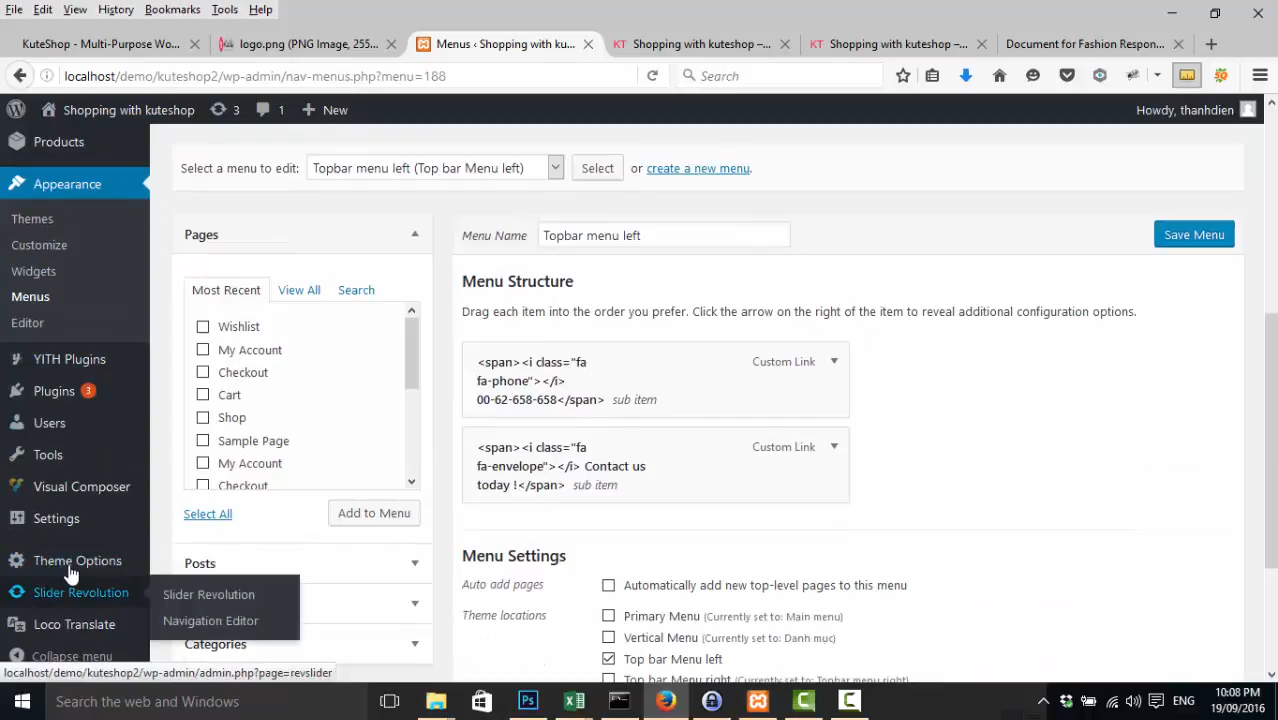 File Edit View History Bookmarks Tools Help
KuteShop - Multi-Purpose Wo...
logo.png (PNG Image, 255...
Menus ‹ Shopping with ku...
Shopping with kuteshop –...
Shopping with kuteshop –...
Document for Fashion Respon...
localhost/demo/kuteshop2/wp-admin/nav-menus.php?menu=188
Search
Shopping with kuteshop 3 1 New
Howdy, thanhdien
Products
Appearance
Themes
Customize
Widgets
Menus
Editor
YITH Plugins
Plugins 3
Users
Tools
Visual Composer
Settings
Theme Options
Slider Revolution
Loco Translate
Collapse menu
Slider Revolution
Navigation Editor
localhost/demo/kuteshop2/wp-admin/admin.php?page=revslider
Select a menu to edit: Topbar menu left (Top bar Menu left) Select or create a new menu.
Pages
Most Recent View All Search
Wishlist
My Account
Checkout
Cart
Shop
Sample Page
My Account
Checkout
Select All Add to Menu
Posts
Categories
Menu Name Topbar menu left Save Menu
Menu Structure
Drag each item into the order you prefer. Click the arrow on the right of the item to reveal additional configuration options.
<span><i class="fa
fa-phone"></i>
00-62-658-658</span> sub item
Custom Link
<span><i class="fa
fa-envelope"></i> Contact us
today !</span> sub item
Custom Link
Menu Settings
Auto add pages Automatically add new top-level pages to this menu
Theme locations Primary Menu (Currently set to: Main menu)
Vertical Menu (Currently set to: Danh mục)
Top bar Menu left
Top bar Menu right (Currently set to: Topbar menu right)
Search the web and Windows
ENG
10:08 PM
19/09/2016